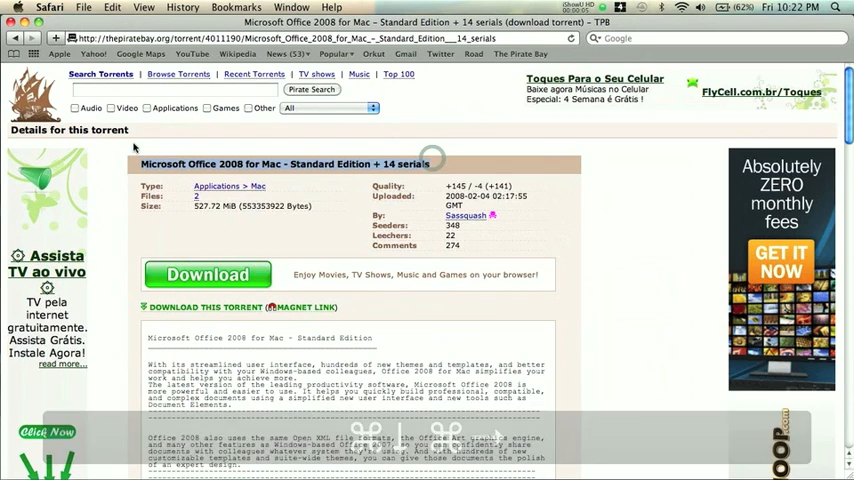 Safari File Edit View History Bookmarks Window Help
iShowU HD
00:00:05
(62%) Fri 10:22 PM
Microsoft Office 2008 for Mac - Standard Edition + 14 serials (download torrent) - TPB
http://thepiratebay.org/torrent/4011190/Microsoft_Office_2008_for_Mac_-_Standard_Edition___14_serials
Google
Apple Yahoo! Google Maps YouTube Wikipedia News (53) Popular Orkut Gmail Twitter Road The Pirate Bay
Search Torrents | Browse Torrents | Recent Torrents | TV shows | Music | Top 100
Pirate Search
Audio Video Applications Games Other All
Toques Para o Seu Celular
Baixe agora Músicas no Celular
Especial: 4 Semana é Grátis !
FlyCell.com.br/Toques
Details for this torrent
Microsoft Office 2008 for Mac - Standard Edition + 14 serials
Type: Applications > Mac
Files: 2
Size: 527.72 MiB (553353922 Bytes)
Quality: +145 / -4 (+141)
Uploaded: 2008-02-04 02:17:55
GMT
By: Sassquash
Seeders: 348
Leechers: 22
Comments 274
Download
Enjoy Movies, TV Shows, Music and Games on your browser!
DOWNLOAD THIS TORRENT (MAGNET LINK)
Microsoft Office 2008 for Mac - Standard Edition
With its streamlined user interface, hundreds of new themes and templates, and better
compatibility with your Windows-based colleagues, Office 2008 for Mac simplifies your
work and helps you achieve more.
The latest version of the leading productivity software, Microsoft Office 2008 is
more powerful and easier to use. It helps you quickly build professional, compatible,
and complex documents using a simplified new user interface and new tools such as
Document Elements.
Office 2008 also uses the same Open XML file formats, the Office Art graphics engine,
and many other features as Windows-based Office 2007, so you can confidently share
documents with colleagues whatever system they're using. And with hundreds of new
customizable templates and suite-wide themes, you can give those documents the polish
of an expert design.
⌘↓ ⌘ →
Assista
TV ao vivo
TV pela
internet
gratuitamente.
Assista Grátis.
Instale Agora!
read more...
Click Now
Absolutely
ZERO
monthly
fees
GET IT
NOW